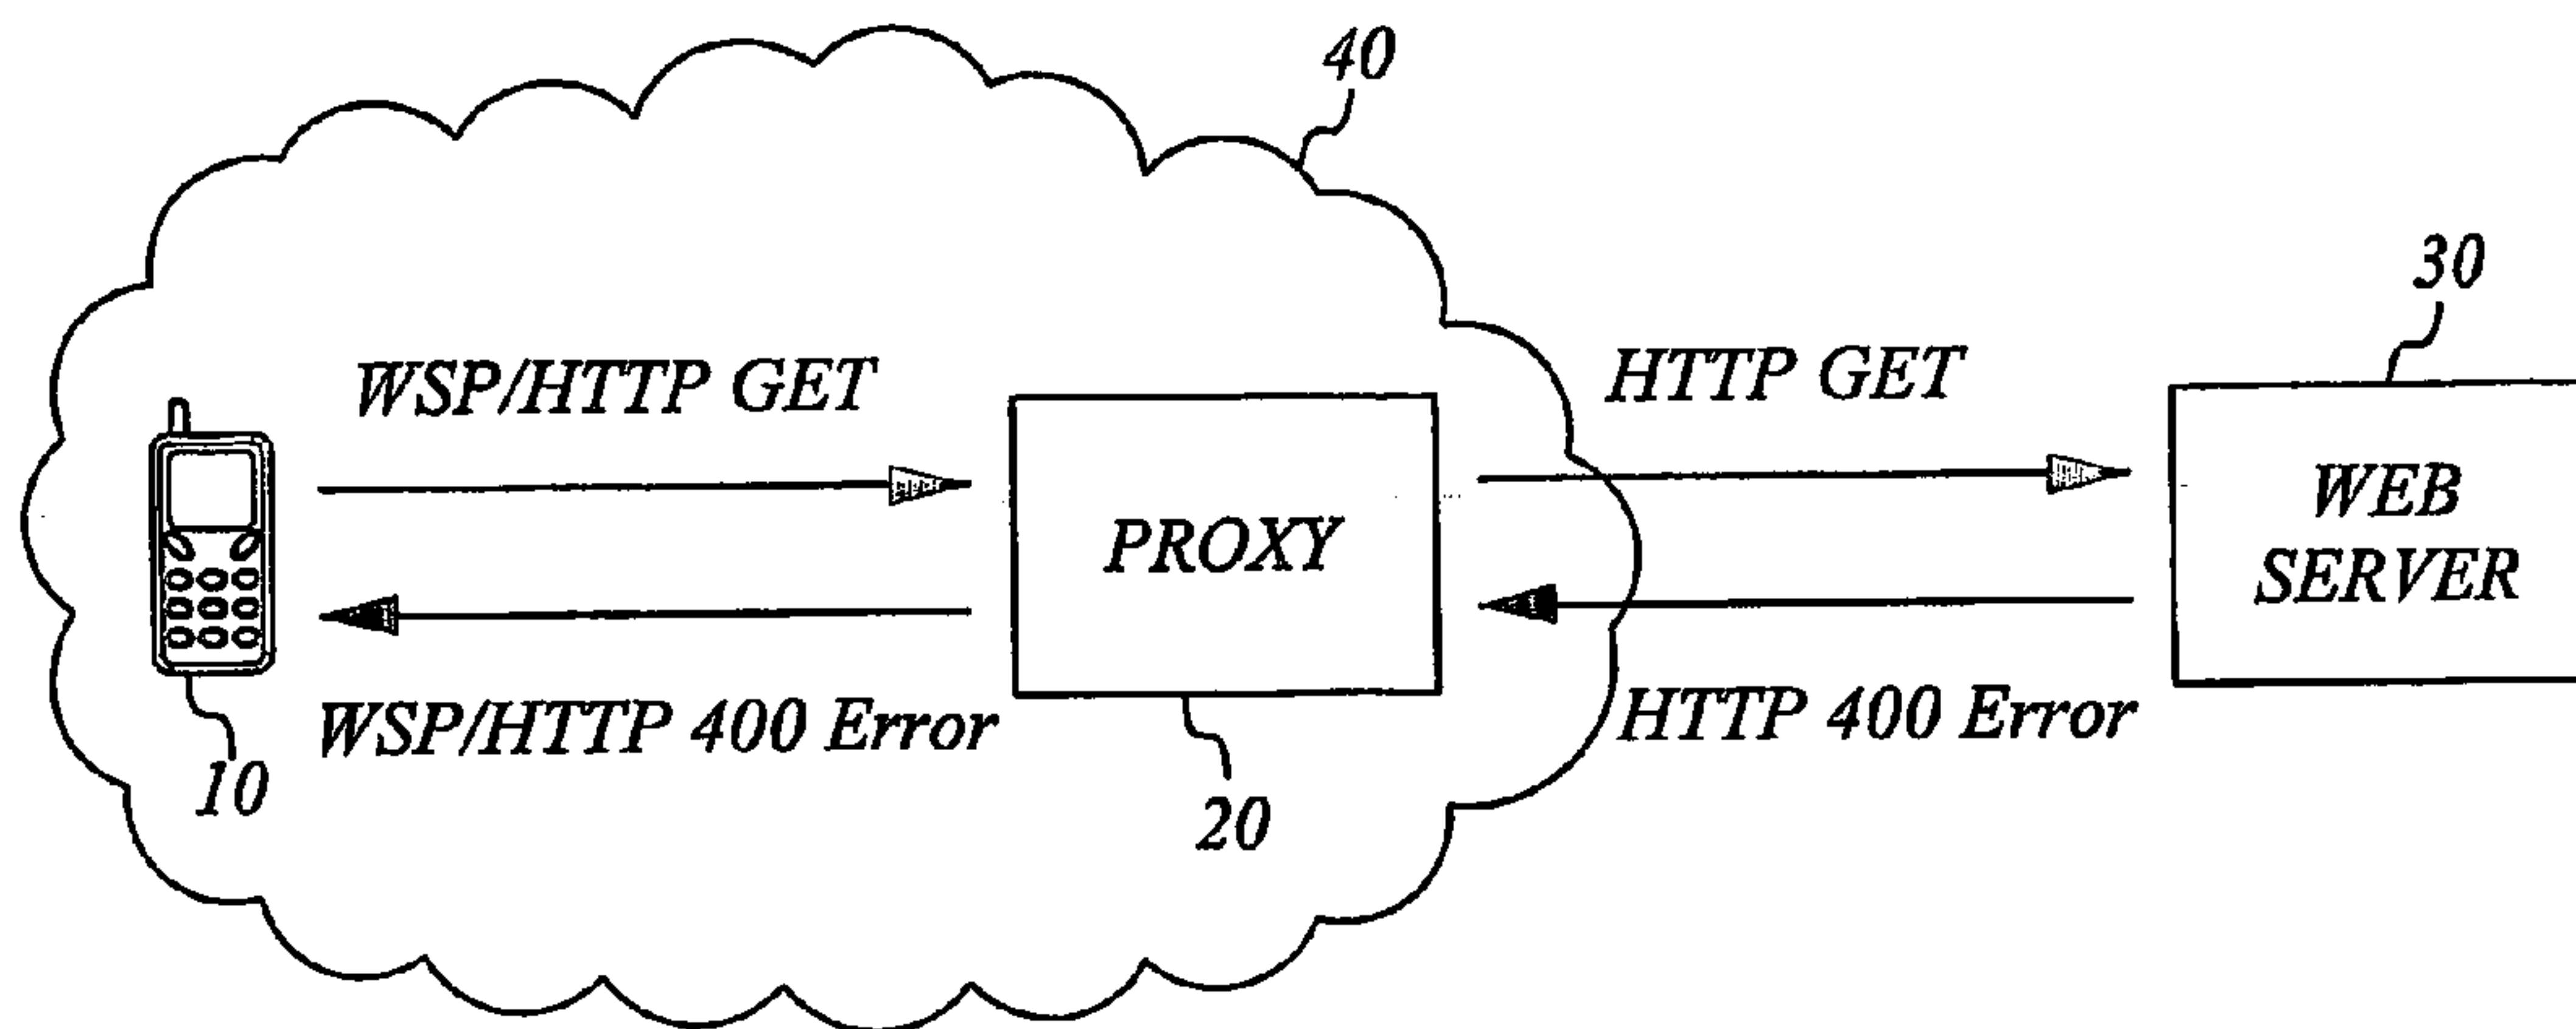 40
30
WSP/HTTP GET
HTTP GET
PROXY
WEB
SERVER
WSP/HTTP 400 Error
HTTP 400 Error
10
20